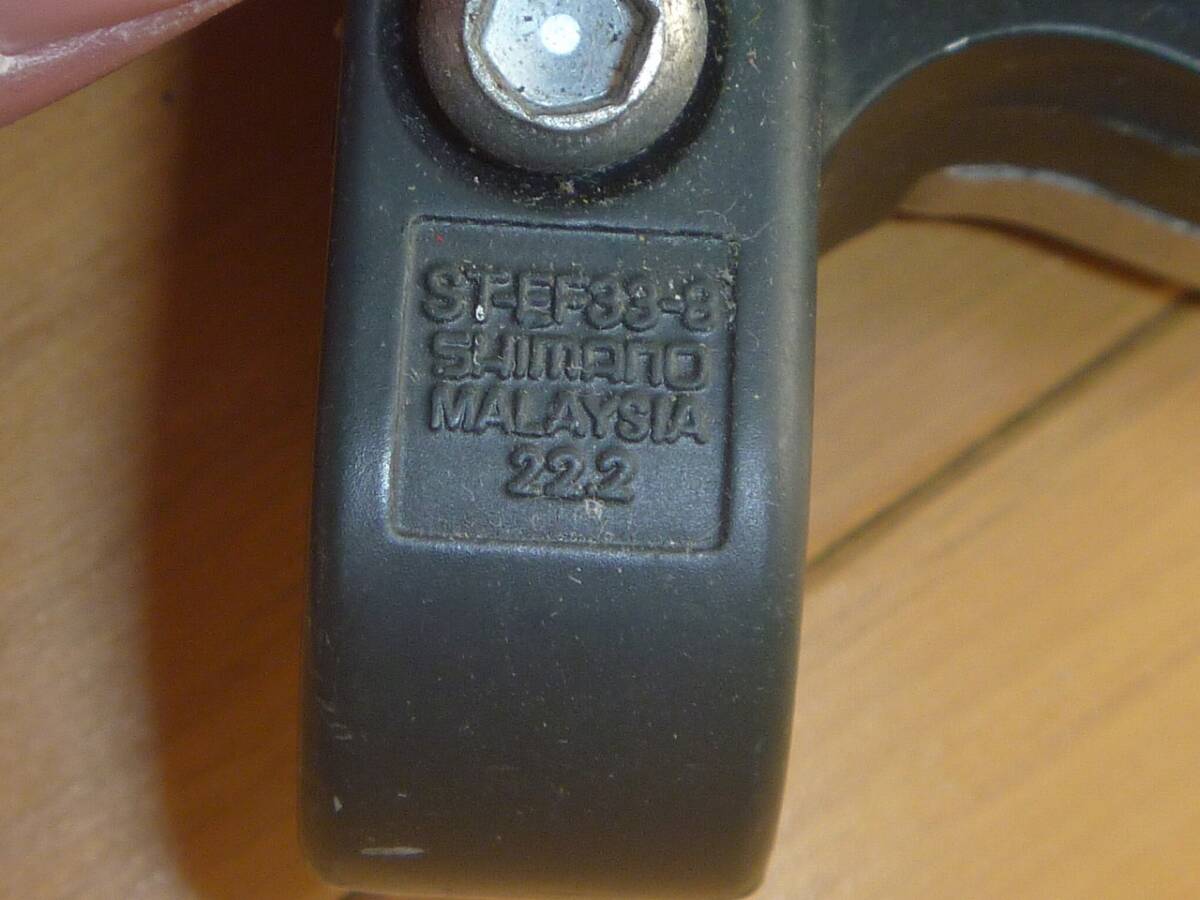 ST-EF33-8
SHIMANO
MALAYSIA
22.2